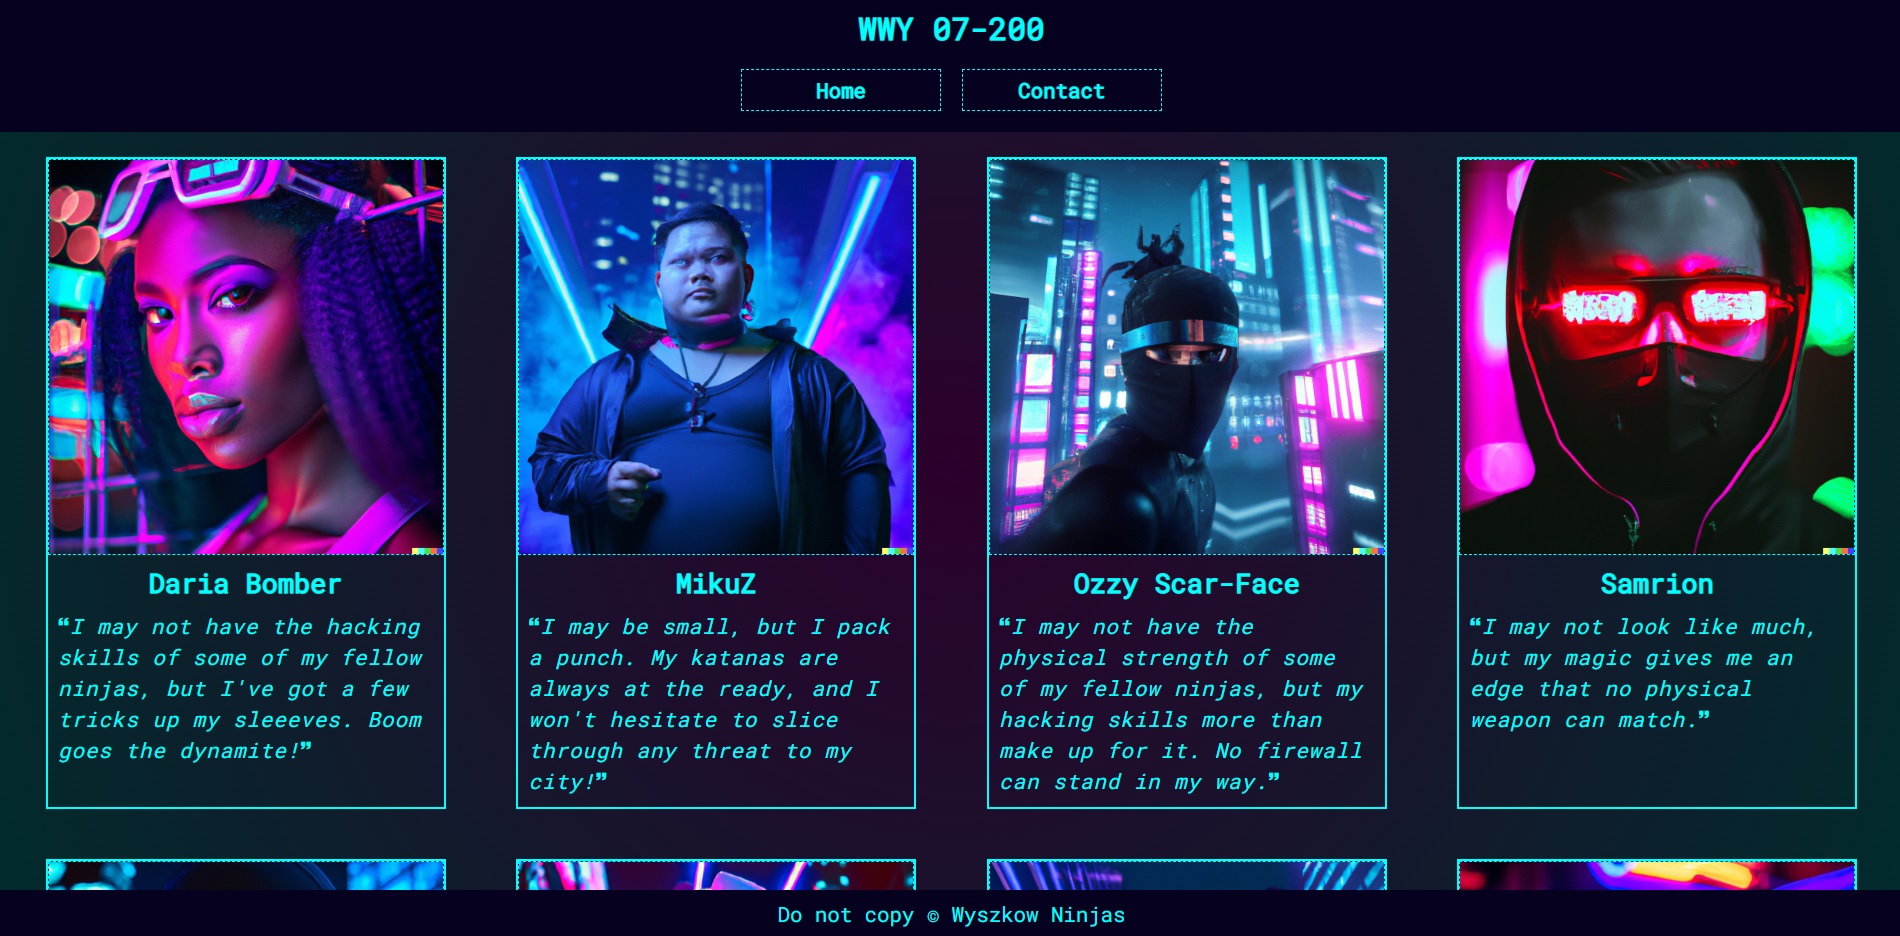 WWY 07-200
Home
Contact
Daria Bomber
❝I may not have the hacking
skills of some of my fellow
ninjas, but I've got a few
tricks up my sleeeves. Boom
goes the dynamite!❞
MikuZ
❝I may be small, but I pack
a punch. My katanas are
always at the ready, and I
won't hesitate to slice
through any threat to my
city!❞
Ozzy Scar-Face
❝I may not have the
physical strength of some
of my fellow ninjas, but my
hacking skills more than
make up for it. No firewall
can stand in my way.❞
Samrion
❝I may not look like much,
but my magic gives me an
edge that no physical
weapon can match.❞
Do not copy © Wyszkow Ninjas